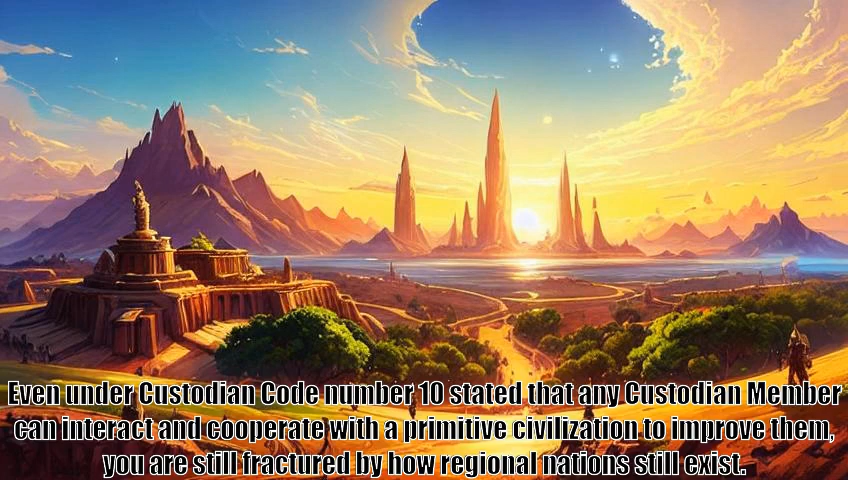 Even under Custodian Code number 10 stated that any Custodian Member
can interact and cooperate with a primitive civilization to improve them,
you are still fractured by how regional nations still exist.